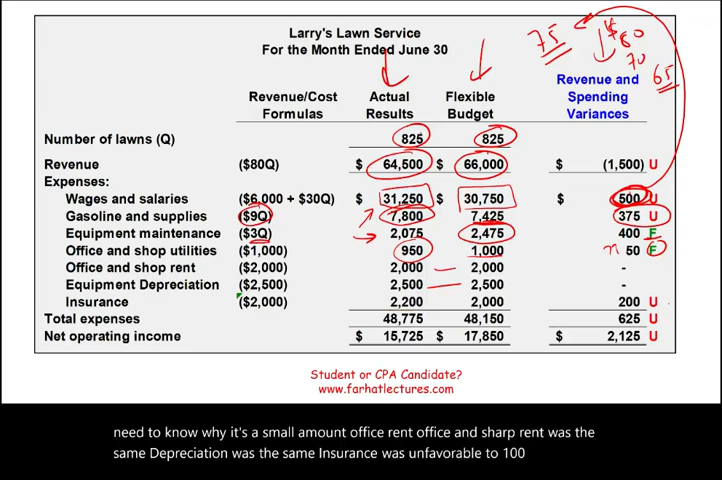 Larry's Lawn Service
For the Month Ended June 30
75 $80
70
65
Revenue/Cost Formulas Actual Results Flexible Budget Revenue and Spending Variances
Number of lawns (Q) 825 825
Revenue ($80Q) $ 64,500 $ 66,000 $ (1,500) U
Expenses:
Wages and salaries ($6,000 + $30Q) $ 31,250 $ 30,750 $ 500 U
Gasoline and supplies ($9Q) 7,800 7,425 375 U
Equipment maintenance ($3Q) 2,075 2,475 400 F
Office and shop utilities ($1,000) 950 1,000 50 F
Office and shop rent ($2,000) 2,000 2,000 -
Equipment Depreciation ($2,500) 2,500 2,500 -
Insurance ($2,000) 2,200 2,000 200 U
Total expenses 48,775 48,150 625 U
Net operating income $ 15,725 $ 17,850 $ 2,125 U
Student or CPA Candidate?
www.farhatlectures.com
need to know why it's a small amount office rent office and sharp rent was the
same Depreciation was the same Insurance was unfavorable to 100